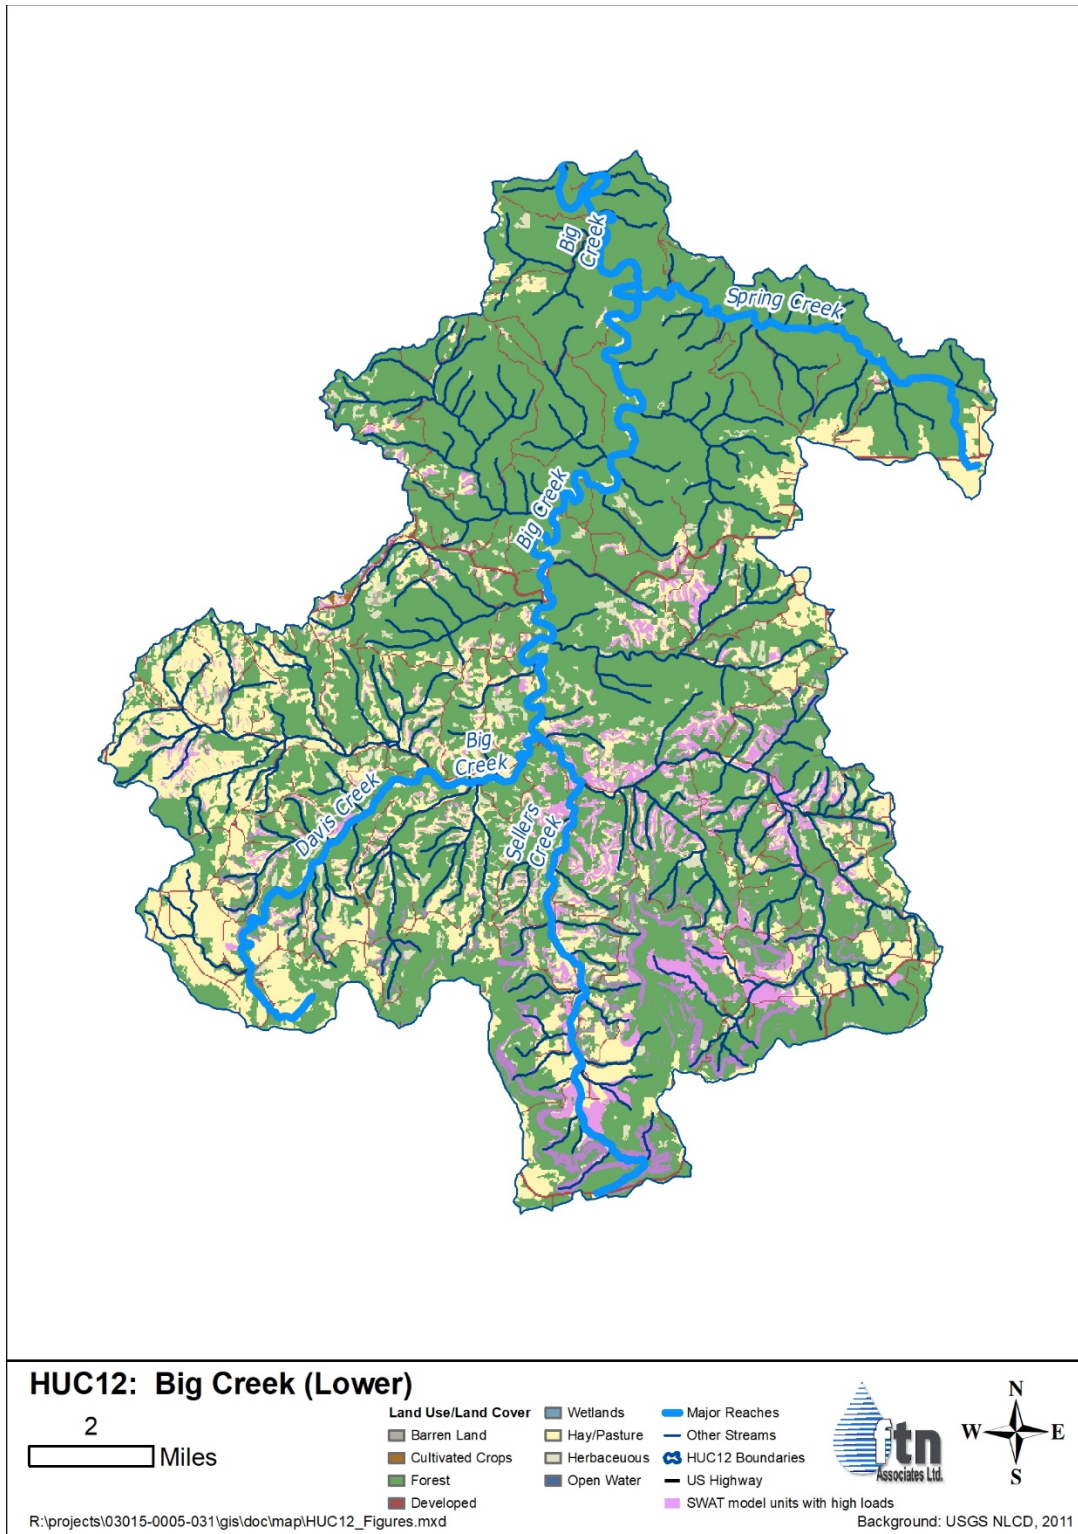 Big
Creek
Spring Creek
Big Creek
Big
Creek
Davis Creek
Sellers
Creek
HUC12: Big Creek (Lower)
2
Miles
Land Use/Land Cover
Barren Land
Cultivated Crops
Forest
Developed
Wetlands
Hay/Pasture
Herbaceuous
Open Water
Major Reaches
Other Streams
HUC12 Boundaries
US Highway
SWAT model units with high loads
ftn
Associates Ltd.
N
W E
S
R:\projects\03015-0005-031\gis\doc\map\HUC12_Figures.mxd
Background: USGS NLCD, 2011